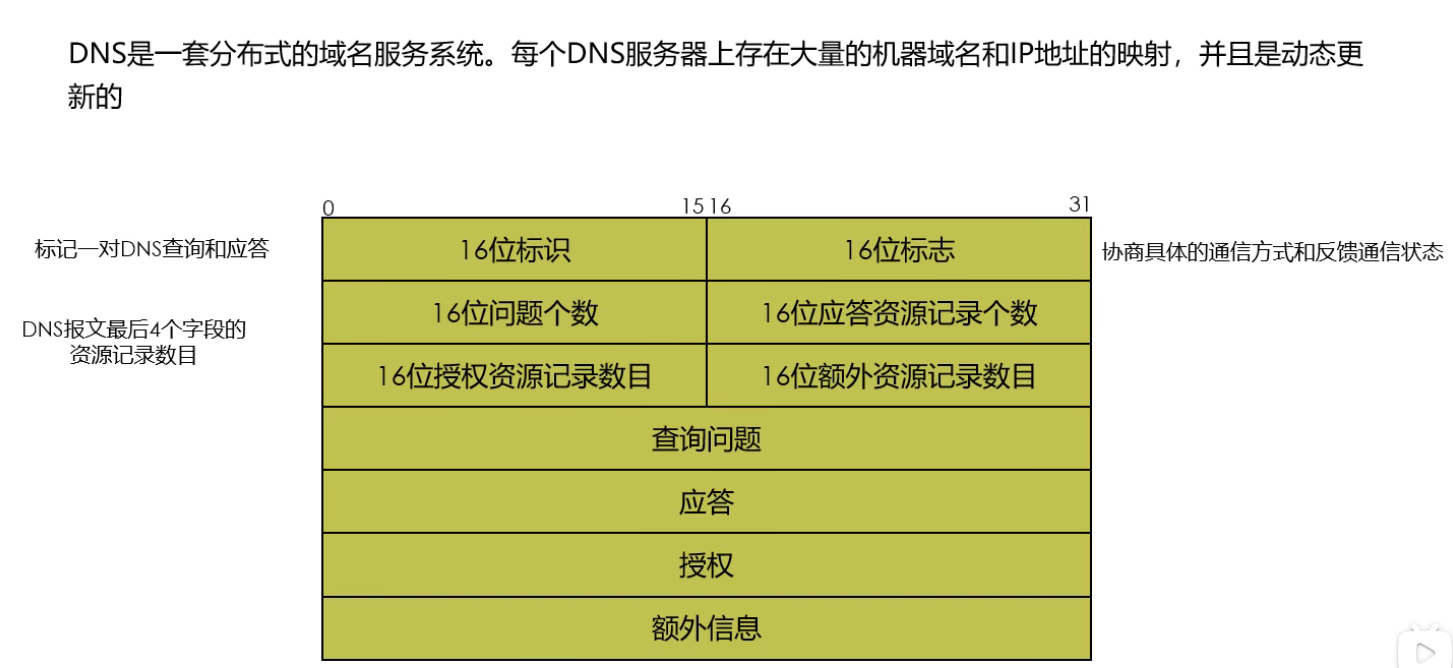 DNS是一套分布式的域名服务系统。每个DNS服务器上存在大量的机器域名和IP地址的映射，并且是动态更
新的
0
15 16
31
标记一对DNS查询和应答
16位标识
16位标志
协商具体的通信方式和反馈通信状态
DNS报文最后4个字段的
资源记录数目
16位问题个数
16位应答资源记录个数
16位授权资源记录数目
16位额外资源记录数目
查询问题
应答
授权
额外信息